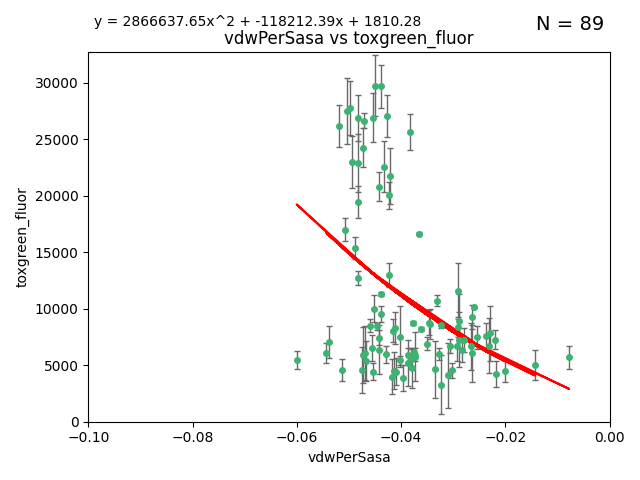 y = 2866637.65x^2 + -118212.39x + 1810.28
N = 89
vdwPerSasa vs toxgreen_fluor
30000
25000
20000
15000
10000
5000
0
toxgreen_fluor
−0.10
−0.08
−0.06
−0.04
−0.02
0.00
vdwPerSasa